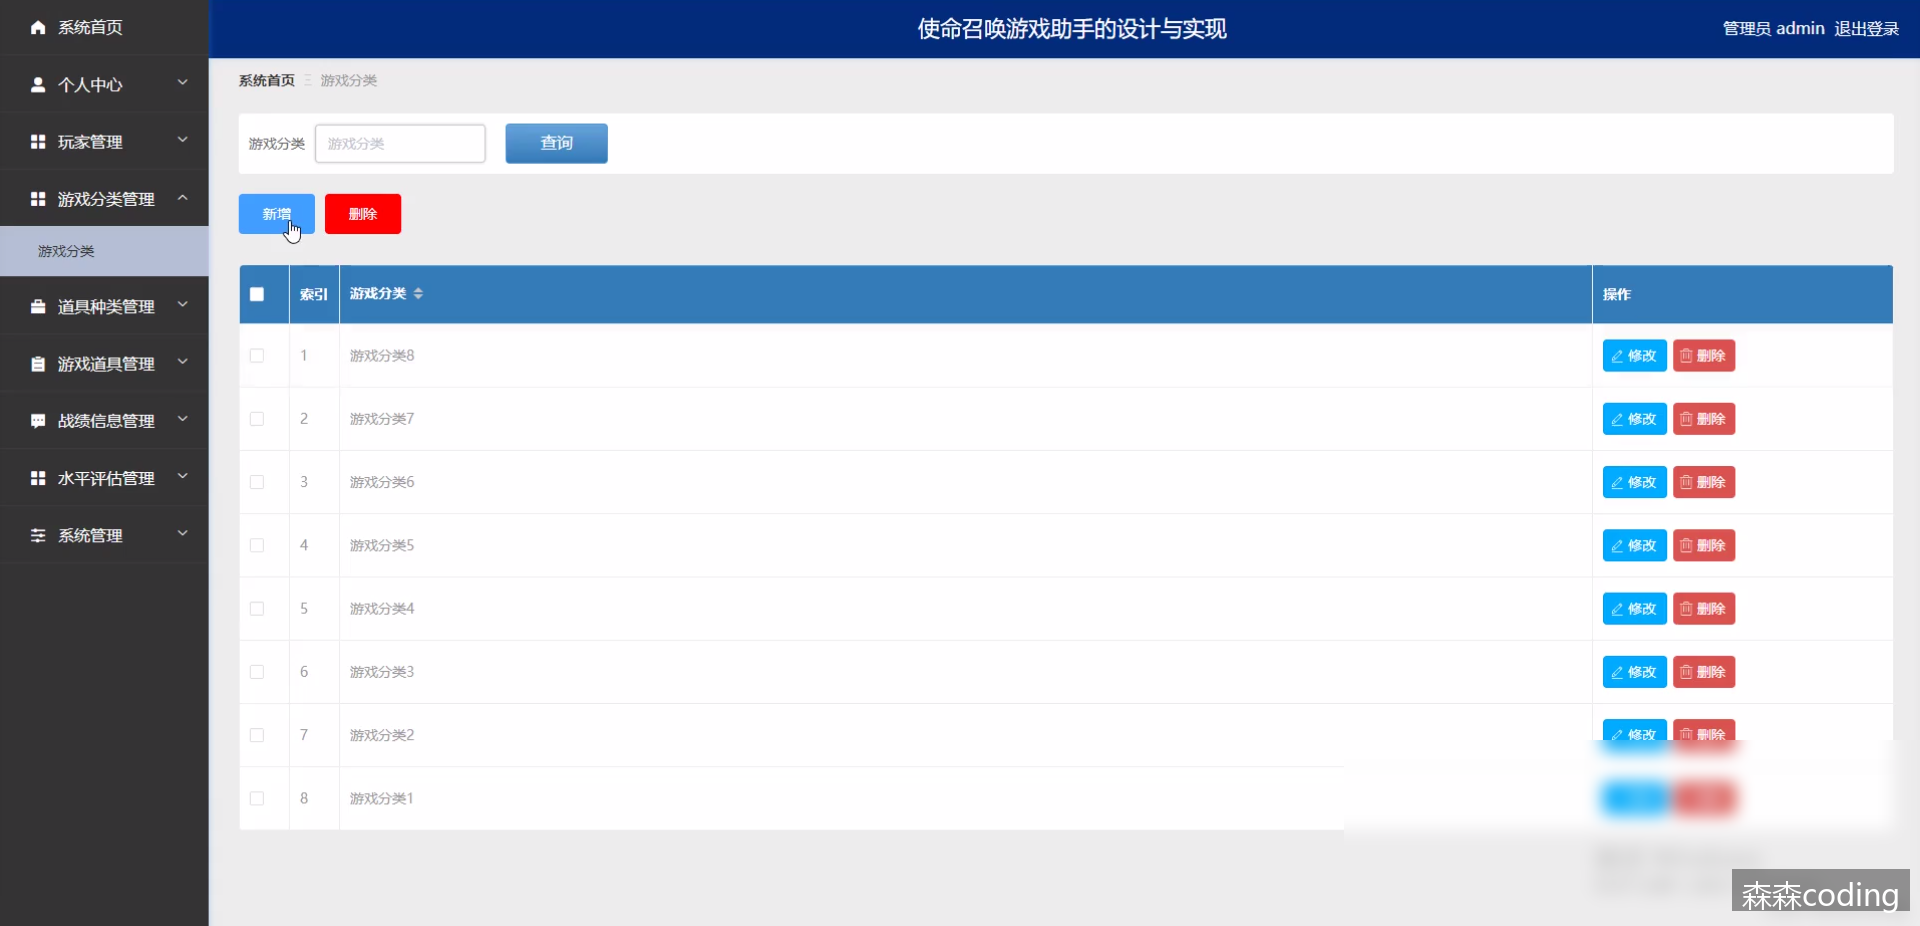 系统首页
个人中心
玩家管理
游戏分类管理
游戏分类
道具种类管理
游戏道具管理
战绩信息管理
水平评估管理
系统管理
使命召唤游戏助手的设计与实现
管理员 admin 退出登录
系统首页 游戏分类
游戏分类 游戏分类 查询
新增 删除
索引 游戏分类 操作
1 游戏分类8 修改 删除
2 游戏分类7 修改 删除
3 游戏分类6 修改 删除
4 游戏分类5 修改 删除
5 游戏分类4 修改 删除
6 游戏分类3 修改 删除
7 游戏分类2 修改 删除
8 游戏分类1
森森coding